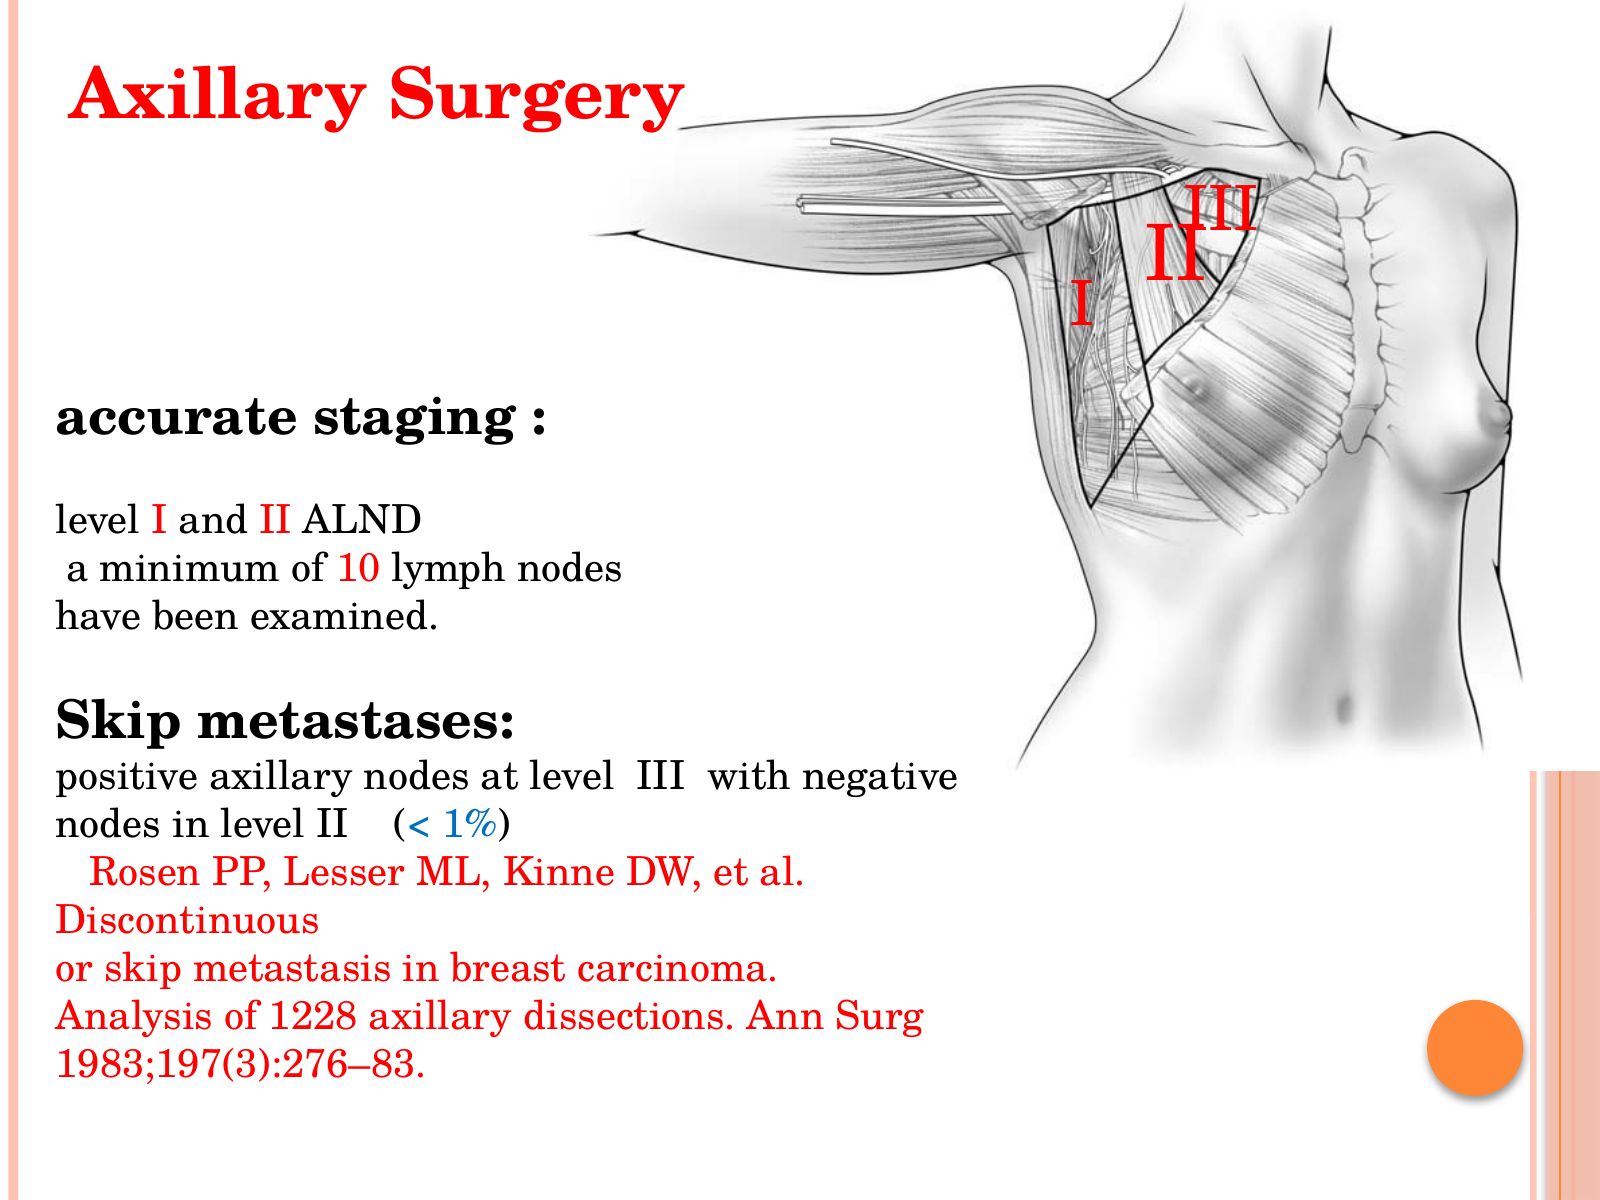 Axillary Surgery
III
II
I
accurate staging :
level I and II ALND
a minimum of 10 lymph nodes
have been examined.
Skip metastases:
positive axillary nodes at level III with negative
nodes in level II (< 1%)
Rosen PP, Lesser ML, Kinne DW, et al.
Discontinuous
or skip metastasis in breast carcinoma.
Analysis of 1228 axillary dissections. Ann Surg
1983;197(3):276–83.